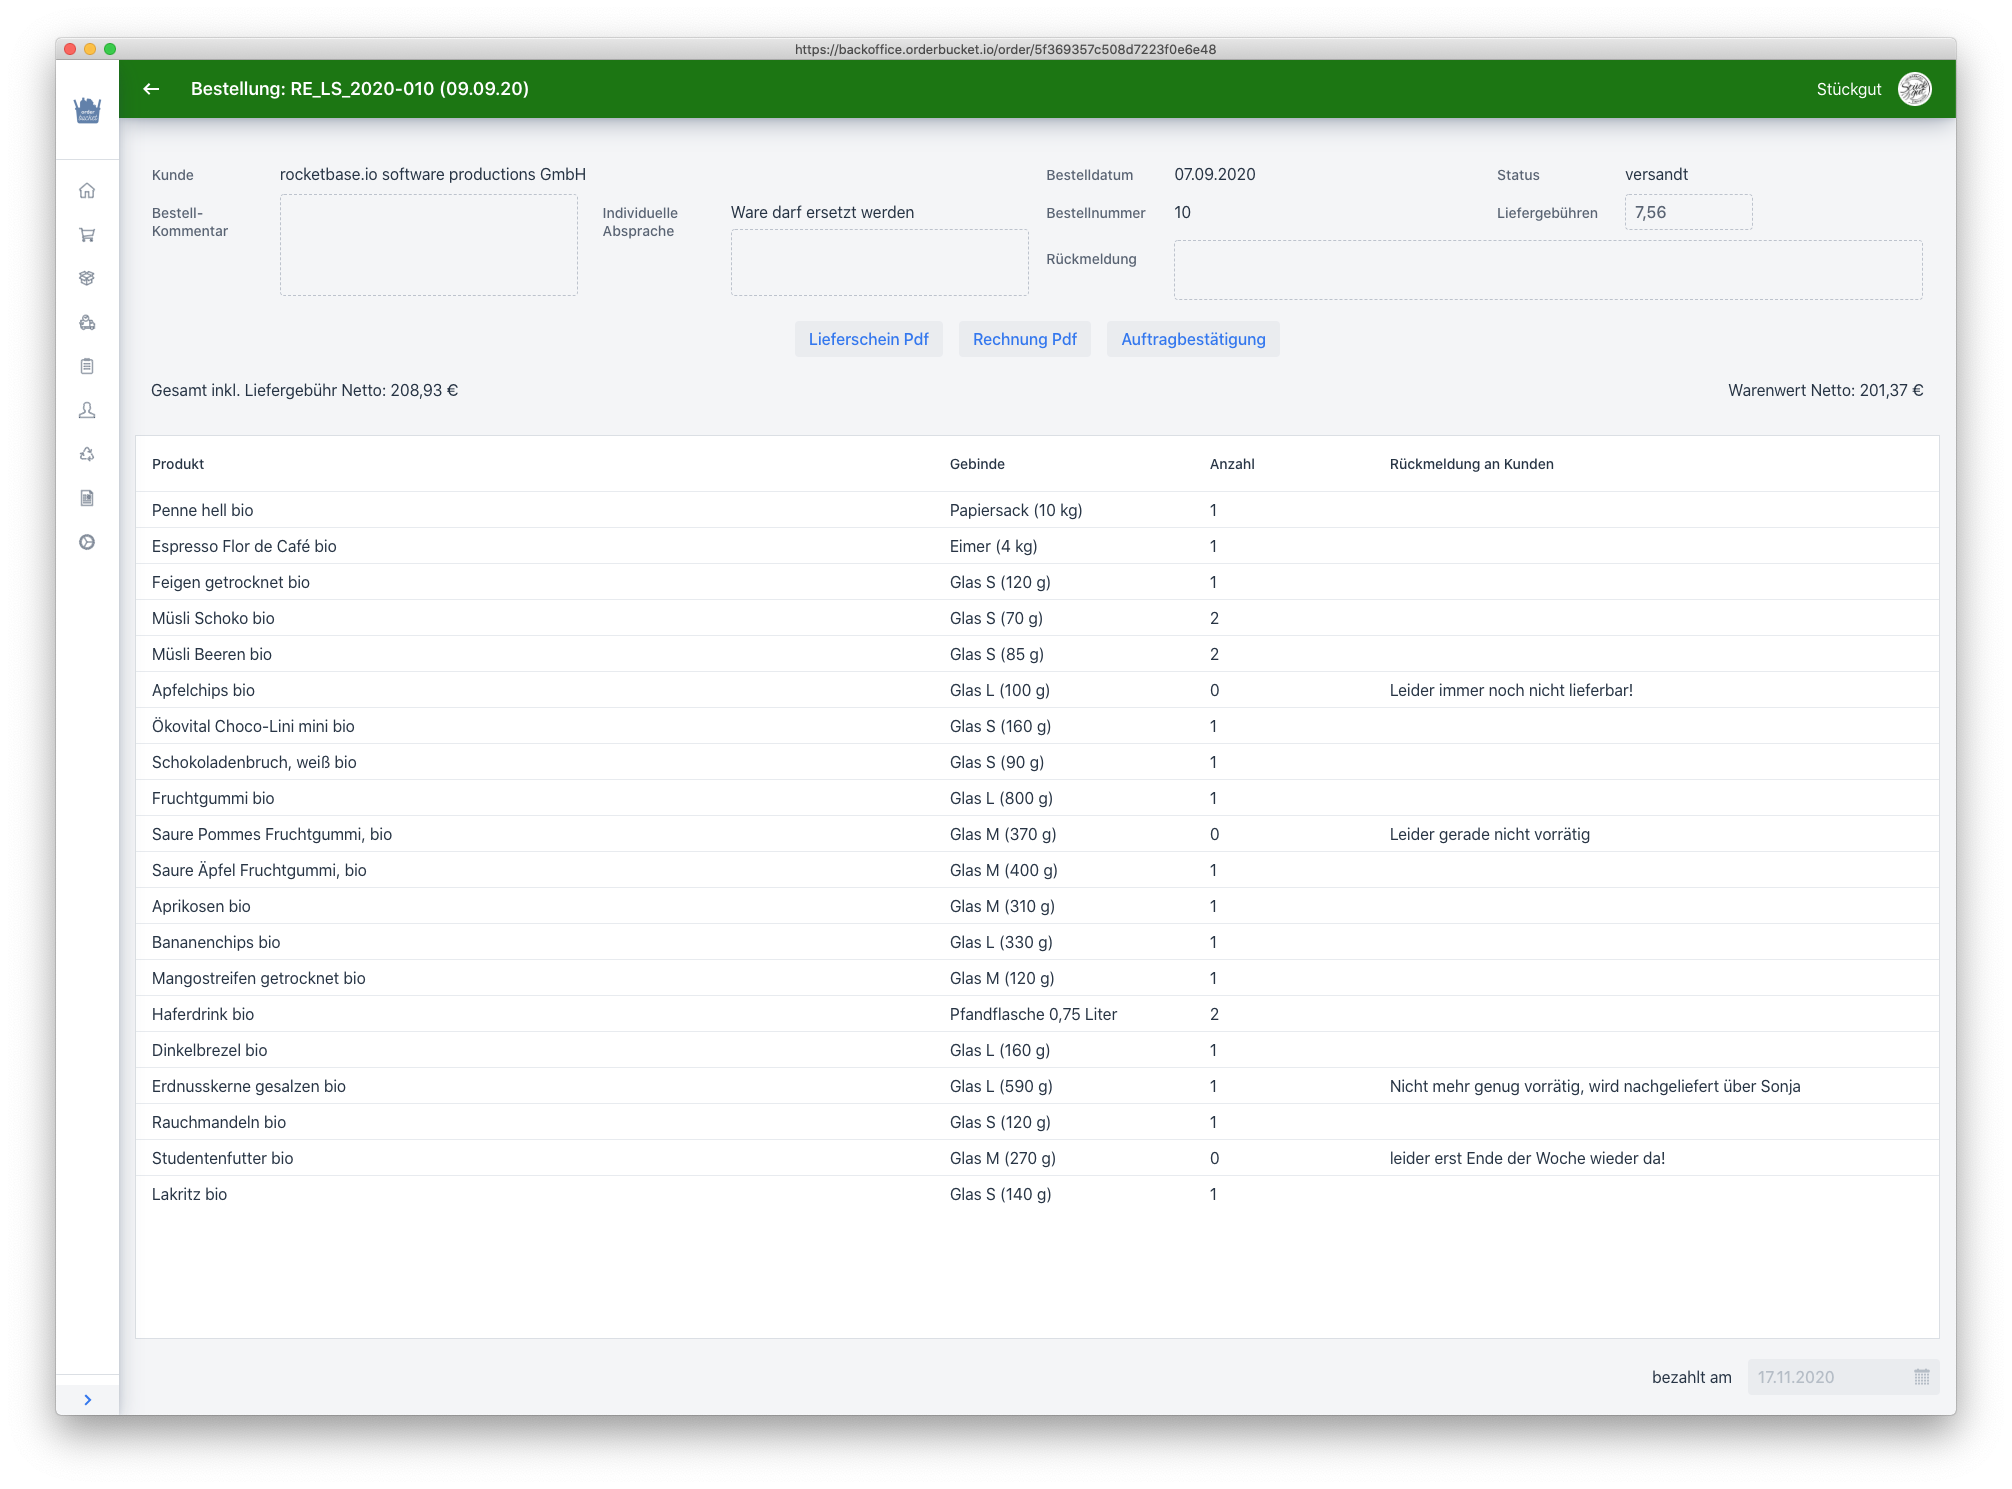 https://backoffice.orderbucket.io/order/5f369357c508d7223f0e6e48
order
bucket
Bestellung: RE_LS_2020-010 (09.09.20)
Stückgut
Kunde rocketbase.io software productions GmbH Bestelldatum 07.09.2020 Status versandt
Bestell-
Kommentar
Individuelle
Absprache
Ware darf ersetzt werden
Bestellnummer 10 Liefergebühren 7,56
Rückmeldung
Lieferschein Pdf Rechnung Pdf Auftragbestätigung
Gesamt inkl. Liefergebühr Netto: 208,93 € Warenwert Netto: 201,37 €
Produkt Gebinde Anzahl Rückmeldung an Kunden
Penne hell bio Papiersack (10 kg) 1
Espresso Flor de Café bio Eimer (4 kg) 1
Feigen getrocknet bio Glas S (120 g) 1
Müsli Schoko bio Glas S (70 g) 2
Müsli Beeren bio Glas S (85 g) 2
Apfelchips bio Glas L (100 g) 0 Leider immer noch nicht lieferbar!
Ökovital Choco-Lini mini bio Glas S (160 g) 1
Schokoladenbruch, weiß bio Glas S (90 g) 1
Fruchtgummi bio Glas L (800 g) 1
Saure Pommes Fruchtgummi, bio Glas M (370 g) 0 Leider gerade nicht vorrätig
Saure Äpfel Fruchtgummi, bio Glas M (400 g) 1
Aprikosen bio Glas M (310 g) 1
Bananenchips bio Glas L (330 g) 1
Mangostreifen getrocknet bio Glas M (120 g) 1
Haferdrink bio Pfandflasche 0,75 Liter 2
Dinkelbrezel bio Glas L (160 g) 1
Erdnusskerne gesalzen bio Glas L (590 g) 1 Nicht mehr genug vorrätig, wird nachgeliefert über Sonja
Rauchmandeln bio Glas S (120 g) 1
Studentenfutter bio Glas M (270 g) 0 leider erst Ende der Woche wieder da!
Lakritz bio Glas S (140 g) 1
bezahlt am 17.11.2020